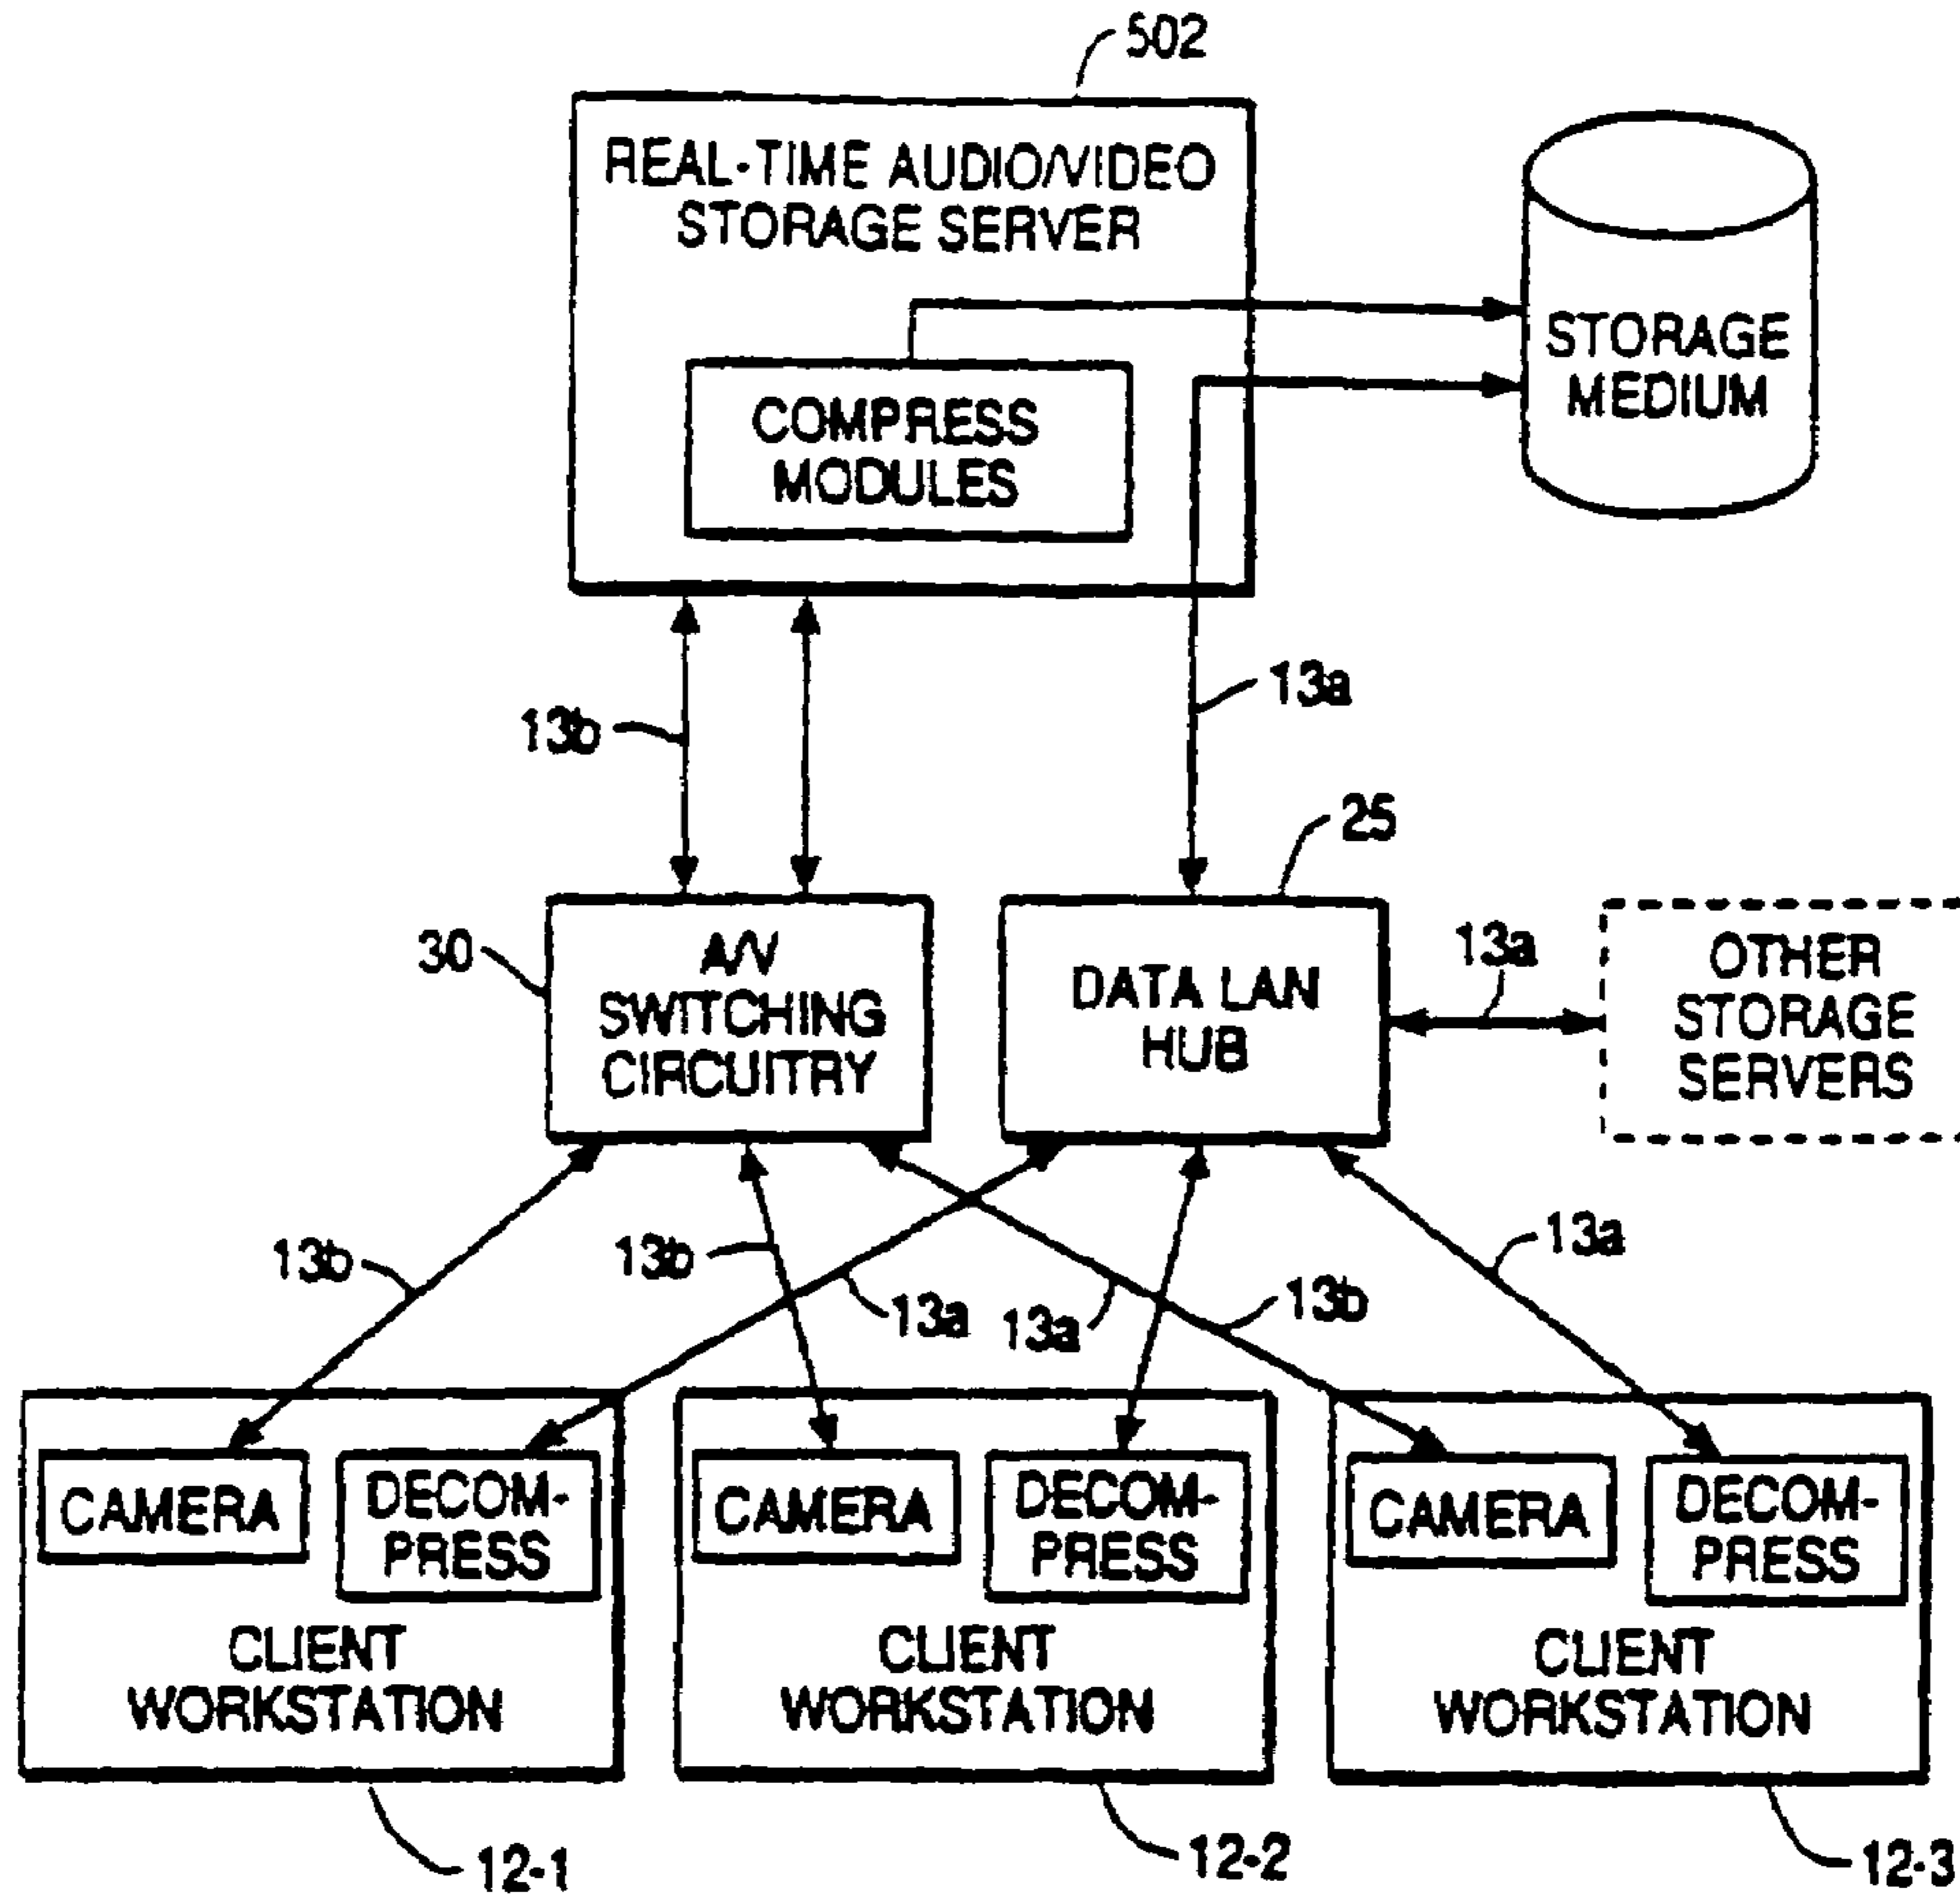 502
REAL-TIME AUDIO/VIDEO
STORAGE SERVER
STORAGE
MEDIUM
COMPRESS
MODULES
13b
13a
25
30
A/V
SWITCHING
CIRCUITRY
DATA LAN
HUB
13a
OTHER
STORAGE
SERVERS
13b
13b
13a
13a
13b
13a
CAMERA
DECOM-
PRESS
CLIENT
WORKSTATION
CAMERA
DECOM-
PRESS
CLIENT
WORKSTATION
CAMERA
DECOM-
PRESS
CLIENT
WORKSTATION
12-1
12-2
12-3